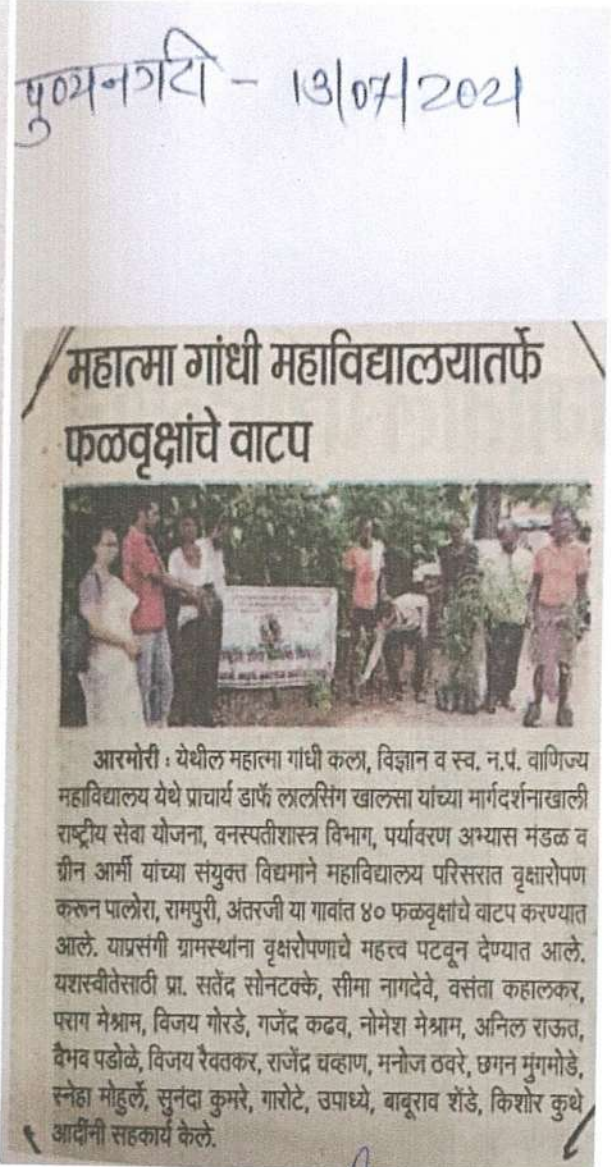 पुण्यनगरी - 13/07/2021
महात्मा गांधी महाविद्यालयातर्फे
फळवृक्षांचे वाटप
आरमोरी : येथील महात्मा गांधी कला, विज्ञान व स्व. न.पं. वाणिज्य
महाविद्यालय येथे प्राचार्य डाफॅ लालसिंग खालसा यांच्या मार्गदर्शनाखाली
राष्ट्रीय सेवा योजना, वनस्पतीशास्त्र विभाग, पर्यावरण अभ्यास मंडळ व
ग्रीन आर्मी यांच्या संयुक्त विद्यमाने महाविद्यालय परिसरात वृक्षारोपण
करून पालोरा, रामपुरी, अंतरजी या गावांत ४० फळवृक्षांचे वाटप करण्यात
आले. याप्रसंगी ग्रामस्थांना वृक्षरोपणाचे महत्त्व पटवून देण्यात आले.
यशस्वीतेसाठी प्रा. सतेंद्र सोनटक्के, सीमा नागदेवे, वसंता कहालकर,
पराग मेश्राम, विजय गोरडे, गजेंद्र कढव, नोमेश मेश्राम, अनिल राऊत,
वैभव पडोळे, विजय रैवतकर, राजेंद्र चव्हाण, मनोज ठवरे, छगन मुंगमोडे,
स्नेहा मोहुर्ले, सुनंदा कुमरे, गारोटे, उपाध्ये, बाबूराव शेंडे, किशोर कुथे
आदींनी सहकार्य केले.